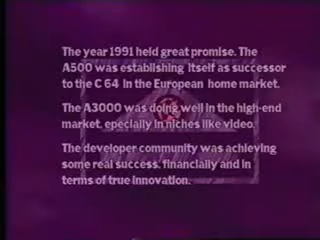 The year 1991 held great promise. The
A500 was establishing itself as successor
to the C 64 in the European home market.
The A3000 was doing well in the high-end
market, epecially in niches like video.
The developer community was achieving
some real success, financially and in
terms of true innovation.